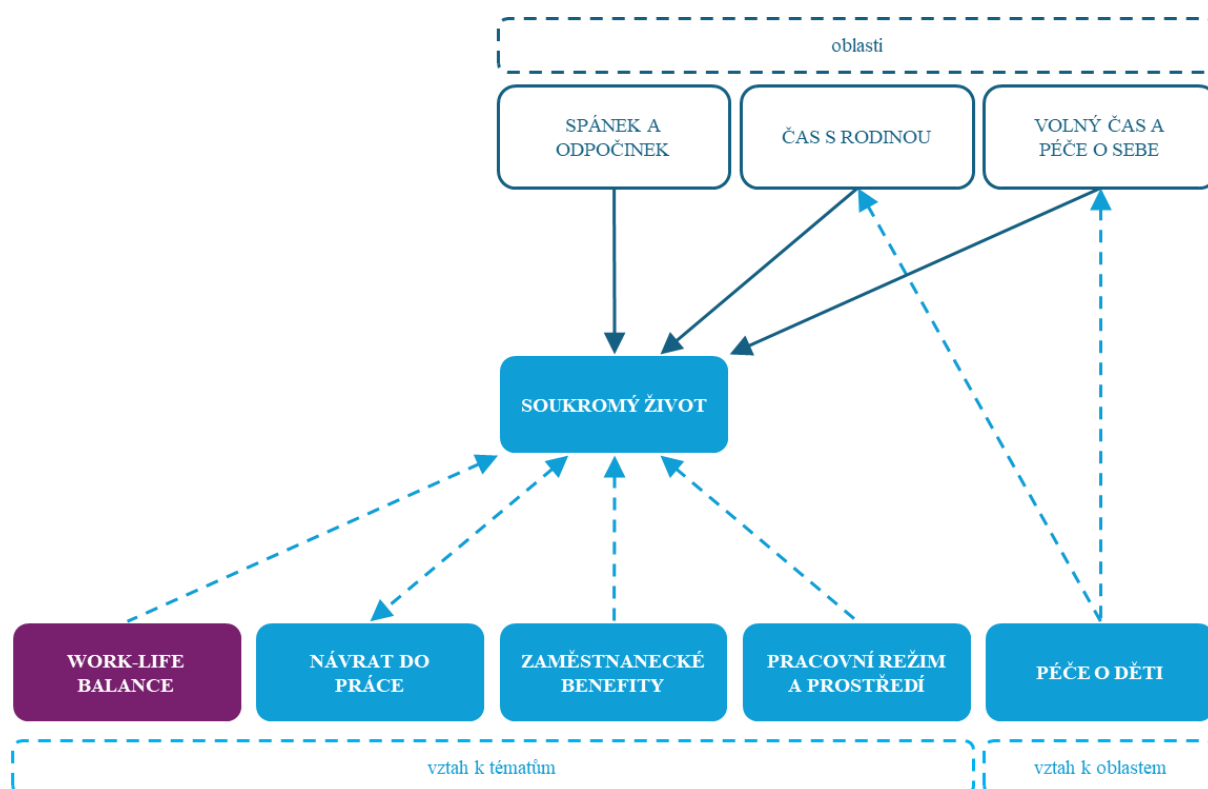 oblasti
SPÁNEK A
ODPOČINEK
ČAS S RODINOU
VOLNÝ ČAS A
PÉČE O SEBE
SOUKROMÝ ŽIVOT
WORK-LIFE
BALANCE
NÁVRAT DO
PRÁCE
ZAMĚSTNANECKÉ
BENEFITY
PRACOVNÍ REŽIM
A PROSTŘEDÍ
PÉČE O DĚTI
vztah k tématům
vztah k oblastem